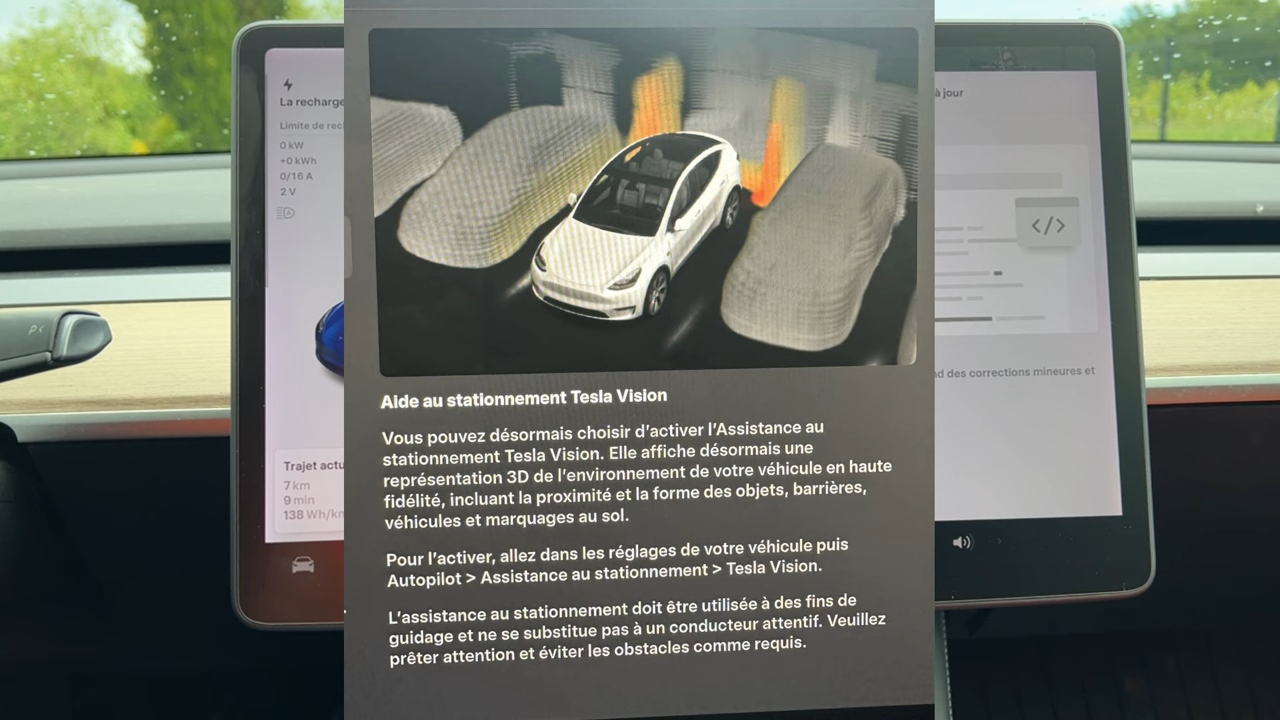 La recharge
Limite de rec
0 kW
+0 kWh
0/16 A
2 V
Trajet actu
7 km
9 min
138 Wh/km
Aide au stationnement Tesla Vision
Vous pouvez désormais choisir d'activer l'Assistance au
stationnement Tesla Vision. Elle affiche désormais une
représentation 3D de l'environnement de votre véhicule en haute
fidélité, incluant la proximité et la forme des objets, barrières,
véhicules et marquages au sol.
Pour l'activer, allez dans les réglages de votre véhicule puis
Autopilot > Assistance au stationnement > Tesla Vision.
L'assistance au stationnement doit être utilisée à des fins de
guidage et ne se substitue pas à un conducteur attentif. Veuillez
prêter attention et éviter les obstacles comme requis.
à jour
</>
d des corrections mineures et
P<